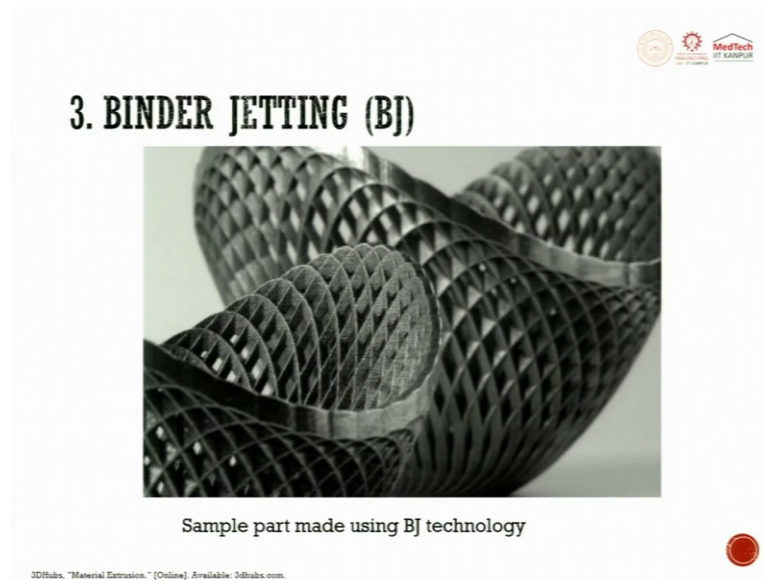 MedTech
IIT KANPUR
3. BINDER JETTING (BJ)
Sample part made using BJ technology
3DHubs, "Material Extrusion." [Online]. Available: 3dhubs.com.